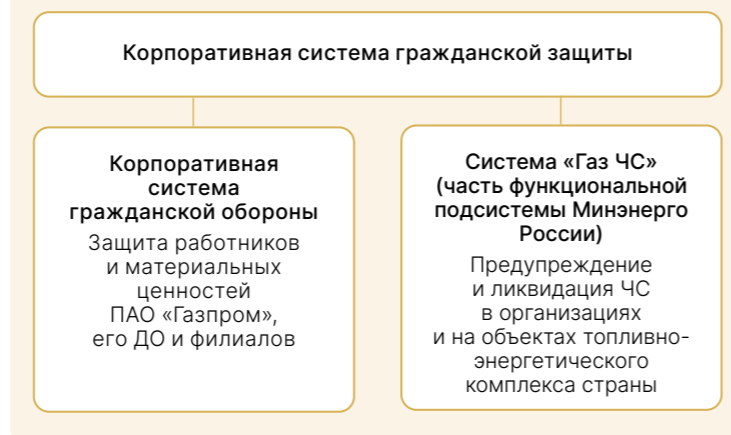 Корпоративная система гражданской защиты
Корпоративная
система
гражданской обороны
Защита работников
и материальных
ценностей
ПАО «Газпром»,
его ДО и филиалов
Система «Газ ЧС»
(часть функциональной
подсистемы Минэнерго
России)
Предупреждение
и ликвидация ЧС
в организациях
и на объектах топливно-
энергетического
комплекса страны